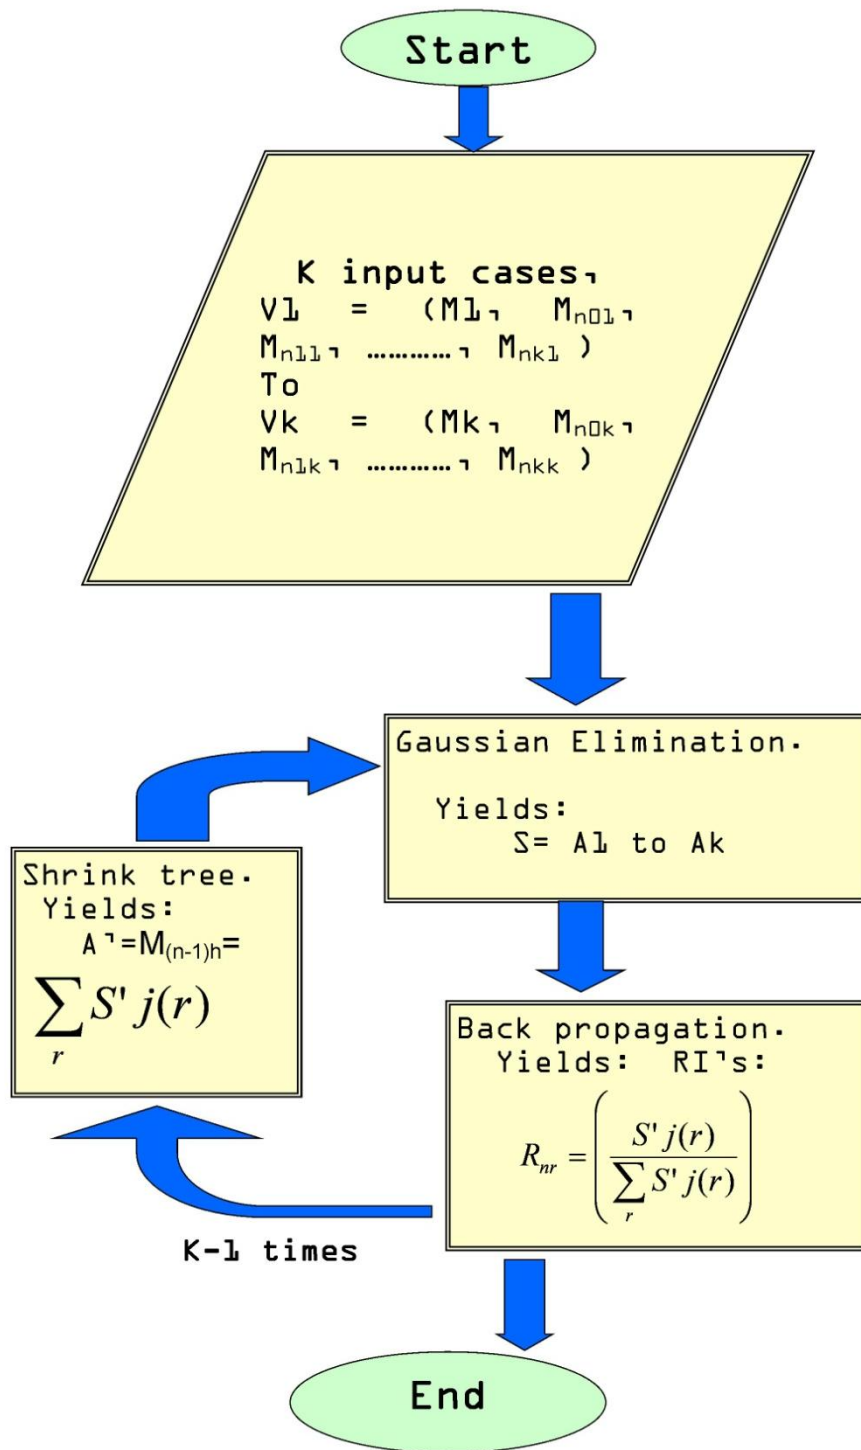 Start
K input cases,
V1 = (M1, Mn01,
Mn11, …………, Mnk1 )
To
Vk = (Mk, Mn0k,
Mn1k, …………, Mnkk )
Gaussian Elimination.
Yields:
S= A1 to Ak
Shrink tree.
Yields:
A'=M(n-1)h=
∑r S' j(r)
Back propagation.
Yields: RI's:
Rnr = ( S' j(r) / ∑r S' j(r) )
K-1 times
End